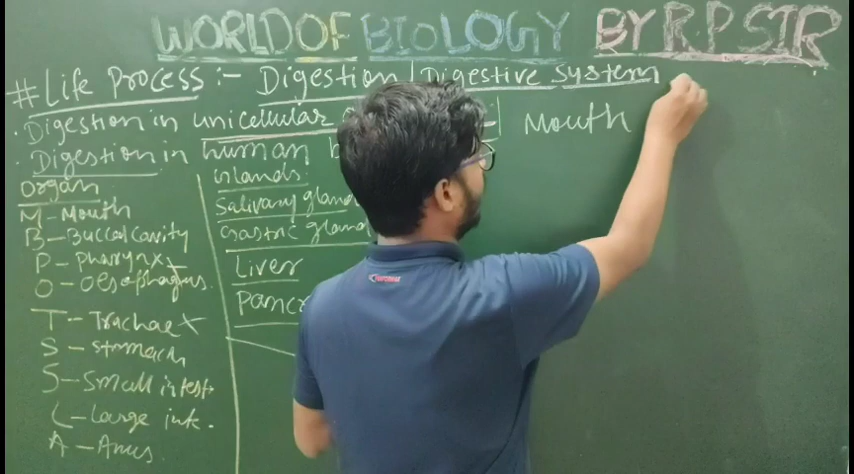 WORLD OF BIOLOGY BY R.P SIR
# Life Process :- Digestion / Digestive System
· Digestion in unicellular
· Digestion in human
Organ
M - Mouth
B - Buccal cavity
P - Pharynx
O - Oesophagus.
T - Trachae x
S - Stomach
S - Small intest.
L - Large int.
A - Anus
Glands
Salivary gland
Gastric gland
Liver
Pancr
Mouth